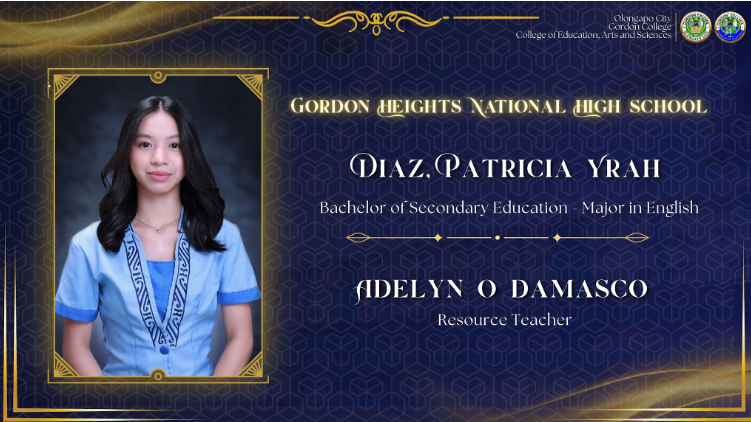 Olongapo City
Gordon College
College of Education, Arts and Sciences
GORDON HEIGHTS NATIONAL HIGH SCHOOL
DIAZ, PATRICIA YRAH
Bachelor of Secondary Education - Major in English
ADELYN O DAMASCO
Resource Teacher